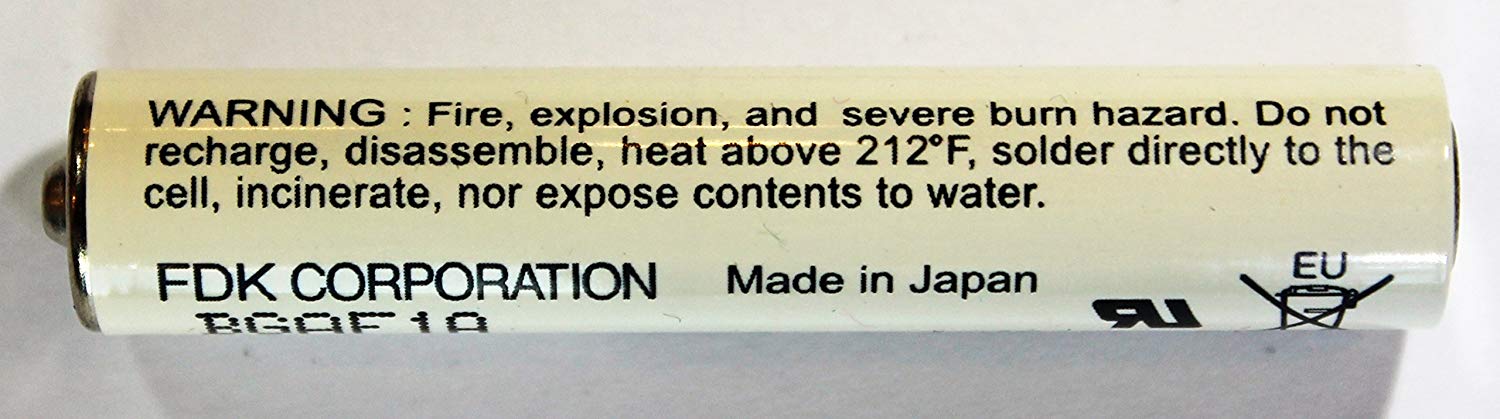 WARNING : Fire, explosion, and severe burn hazard. Do not
recharge, disassemble, heat above 212°F, solder directly to the
cell, incinerate, nor expose contents to water.
FDK CORPORATION Made in Japan
EU